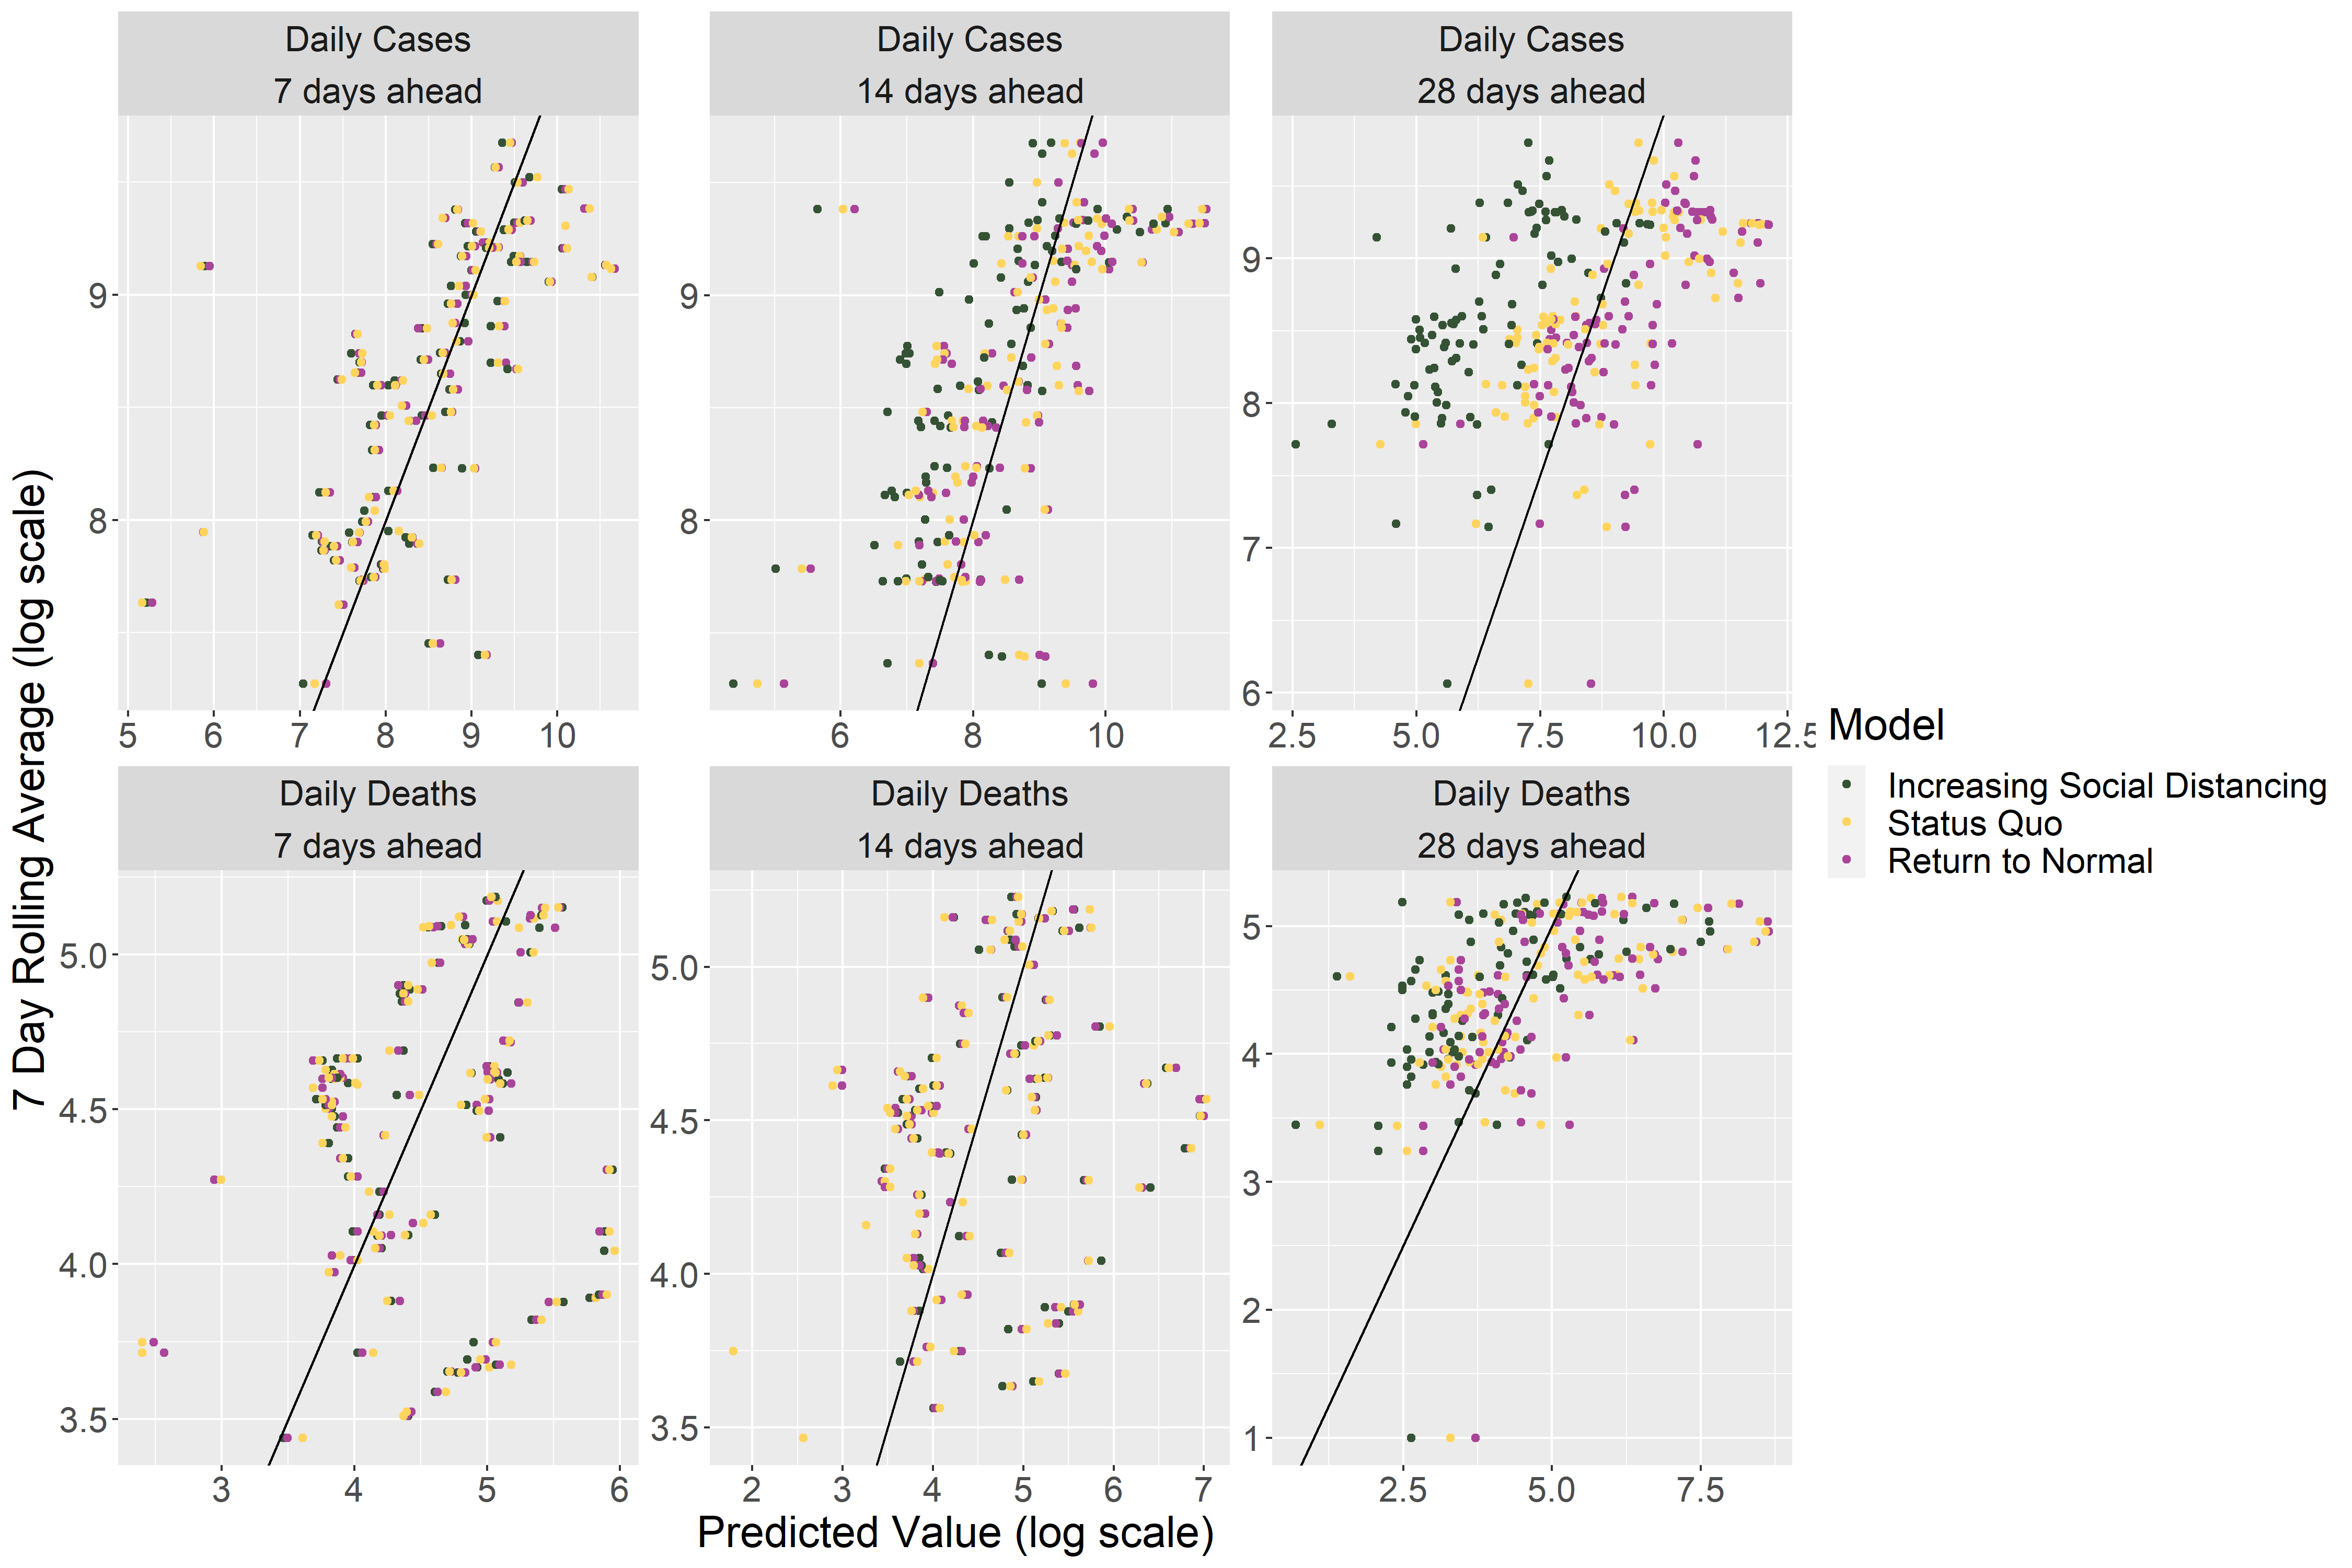 Daily Cases
7 days ahead
Daily Cases
14 days ahead
Daily Cases
28 days ahead
9
8
5 6 7 8 9 10
9
8
6 8 10
9
8
7
6
2.5 5.0 7.5 10.0 12.5
Daily Deaths
7 days ahead
Daily Deaths
14 days ahead
Daily Deaths
28 days ahead
5.0
4.5
4.0
3.5
3 4 5 6
5.0
4.5
4.0
3.5
2 3 4 5 6 7
5
4
3
2
1
2.5 5.0 7.5
7 Day Rolling Average (log scale)
Predicted Value (log scale)
Model
Increasing Social Distancing
Status Quo
Return to Normal